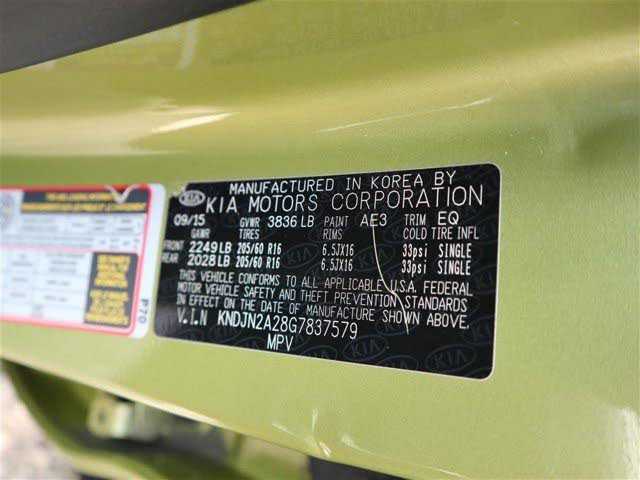 MANUFACTURED IN KOREA BY
KIA KIA MOTORS CORPORATION
09/15 GVWR 3836 LB PAINT AE3 TRIM EQ
GAWR TIRES RIMS COLD TIRE INFL
FRONT 2249 LB 205/60 R16 6.5JX16 33psi SINGLE
REAR 2028 LB 205/60 R16 6.5JX16 33psi SINGLE
THIS VEHICLE CONFORMS TO ALL APPLICABLE U.S.A. FEDERAL
MOTOR VEHICLE SAFETY AND THEFT PREVENTION STANDARDS
IN EFFECT ON THE DATE OF MANUFACTURE SHOWN ABOVE.
V.I.N KNDJN2A28G7837579
MPV
P70